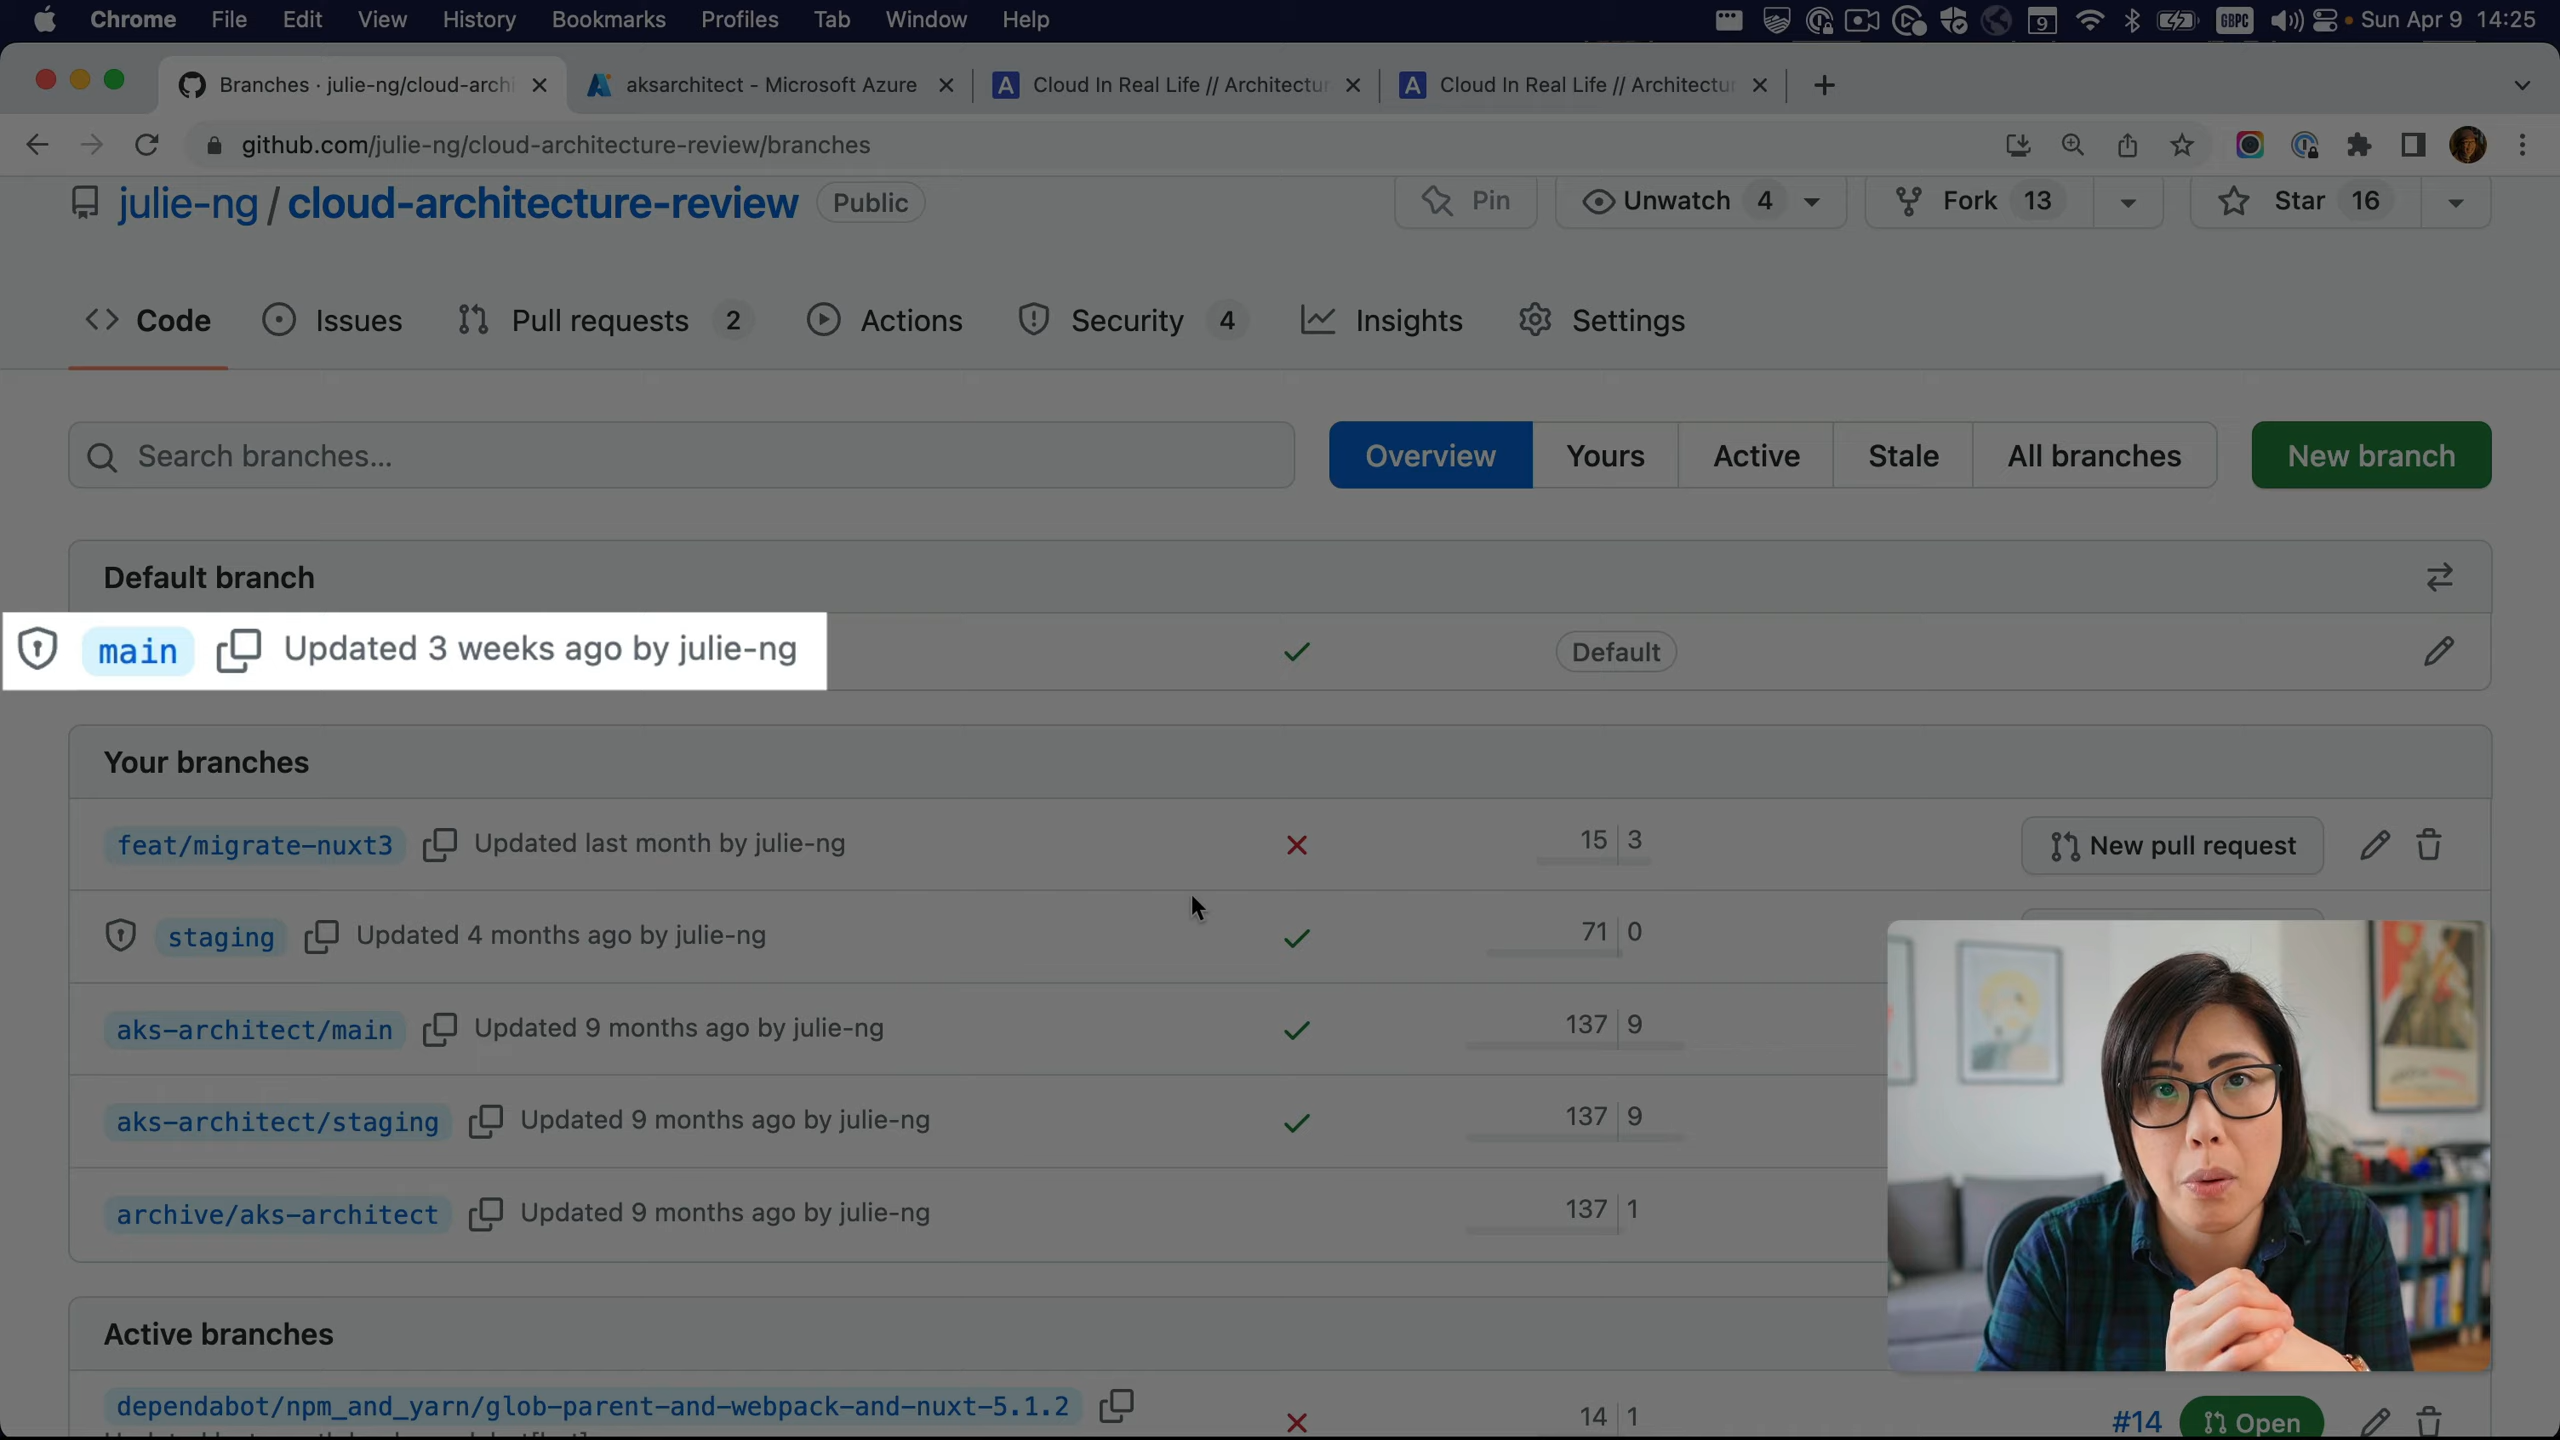 Chrome File Edit View History Bookmarks Profiles Tab Window Help 9 GBPC Sun Apr 9 14:25
Branches · julie-ng/cloud-archi aksarchitect - Microsoft Azure Cloud In Real Life // Architectur Cloud In Real Life // Architectur
github.com/julie-ng/cloud-architecture-review/branches
julie-ng / cloud-architecture-review Public Pin Unwatch 4 Fork 13 Star 16
Code Issues Pull requests 2 Actions Security 4 Insights Settings
Search branches... Overview Yours Active Stale All branches New branch
Default branch
main Updated 3 weeks ago by julie-ng Default
Your branches
feat/migrate-nuxt3 Updated last month by julie-ng 15 | 3 New pull request
staging Updated 4 months ago by julie-ng 71 | 0
aks-architect/main Updated 9 months ago by julie-ng 137 | 9
aks-architect/staging Updated 9 months ago by julie-ng 137 | 9
archive/aks-architect Updated 9 months ago by julie-ng 137 | 1
Active branches
dependabot/npm_and_yarn/glob-parent-and-webpack-and-nuxt-5.1.2 14 | 1 #14 Open